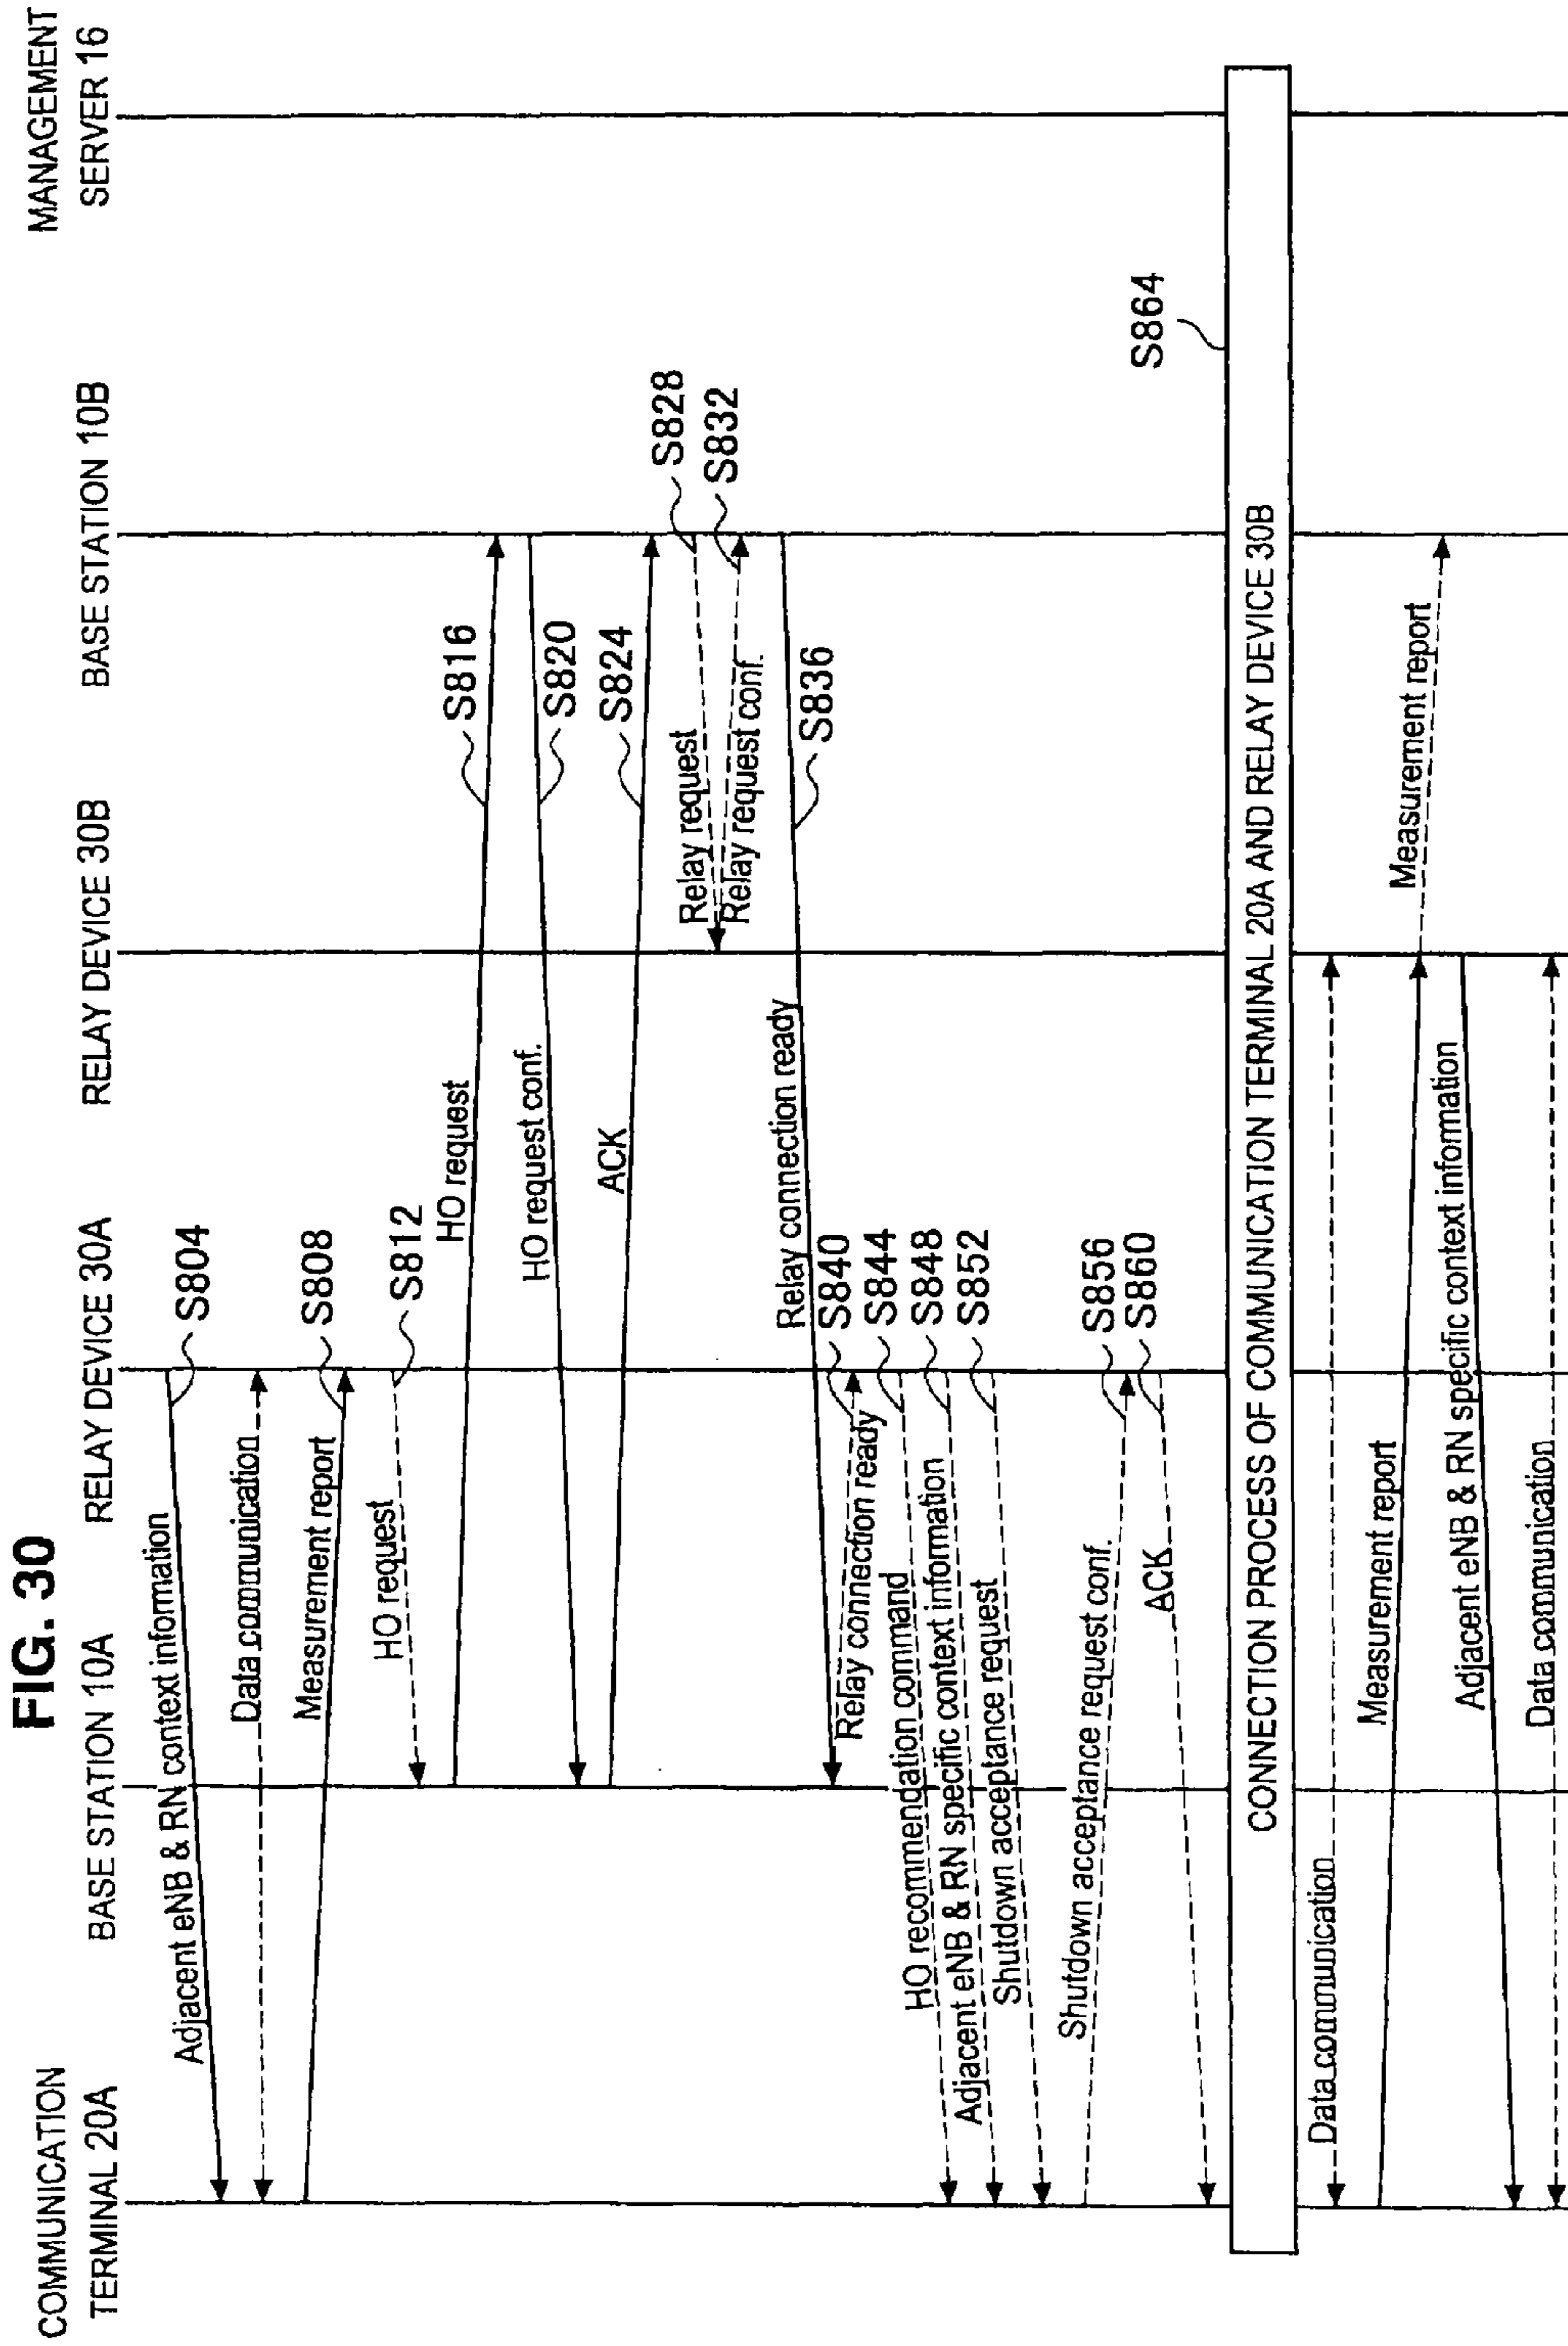 FIG. 30
COMMUNICATION
TERMINAL 20A
BASE STATION 10A
RELAY DEVICE 30A
RELAY DEVICE 30B
BASE STATION 10B
MANAGEMENT
SERVER 16
Adjacent eNB & RN context information
S804
Data communication
Measurement report
S808
HO request
S812
HO request
S816
HO request conf.
S820
ACK
S824
Relay request
S828
Relay request conf.
S832
Relay connection ready
S836
Relay connection ready
S840
HO recommendation command
S844
Adjacent eNB & RN specific context information
S848
Shutdown acceptance request
S852
Shutdown acceptance request conf.
S856
ACK
S860
S864
CONNECTION PROCESS OF COMMUNICATION TERMINAL 20A AND RELAY DEVICE 30B
Data communication
Measurement report
Measurement report
Adjacent eNB & RN specific context information
Data communication